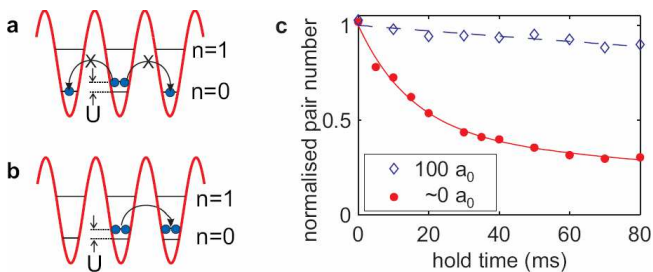 a
n=1
n=0
U
b
n=1
n=0
U
c
normalised pair number
1
0.5
0
100 a₀
~0 a₀
0 20 40 60 80
hold time (ms)